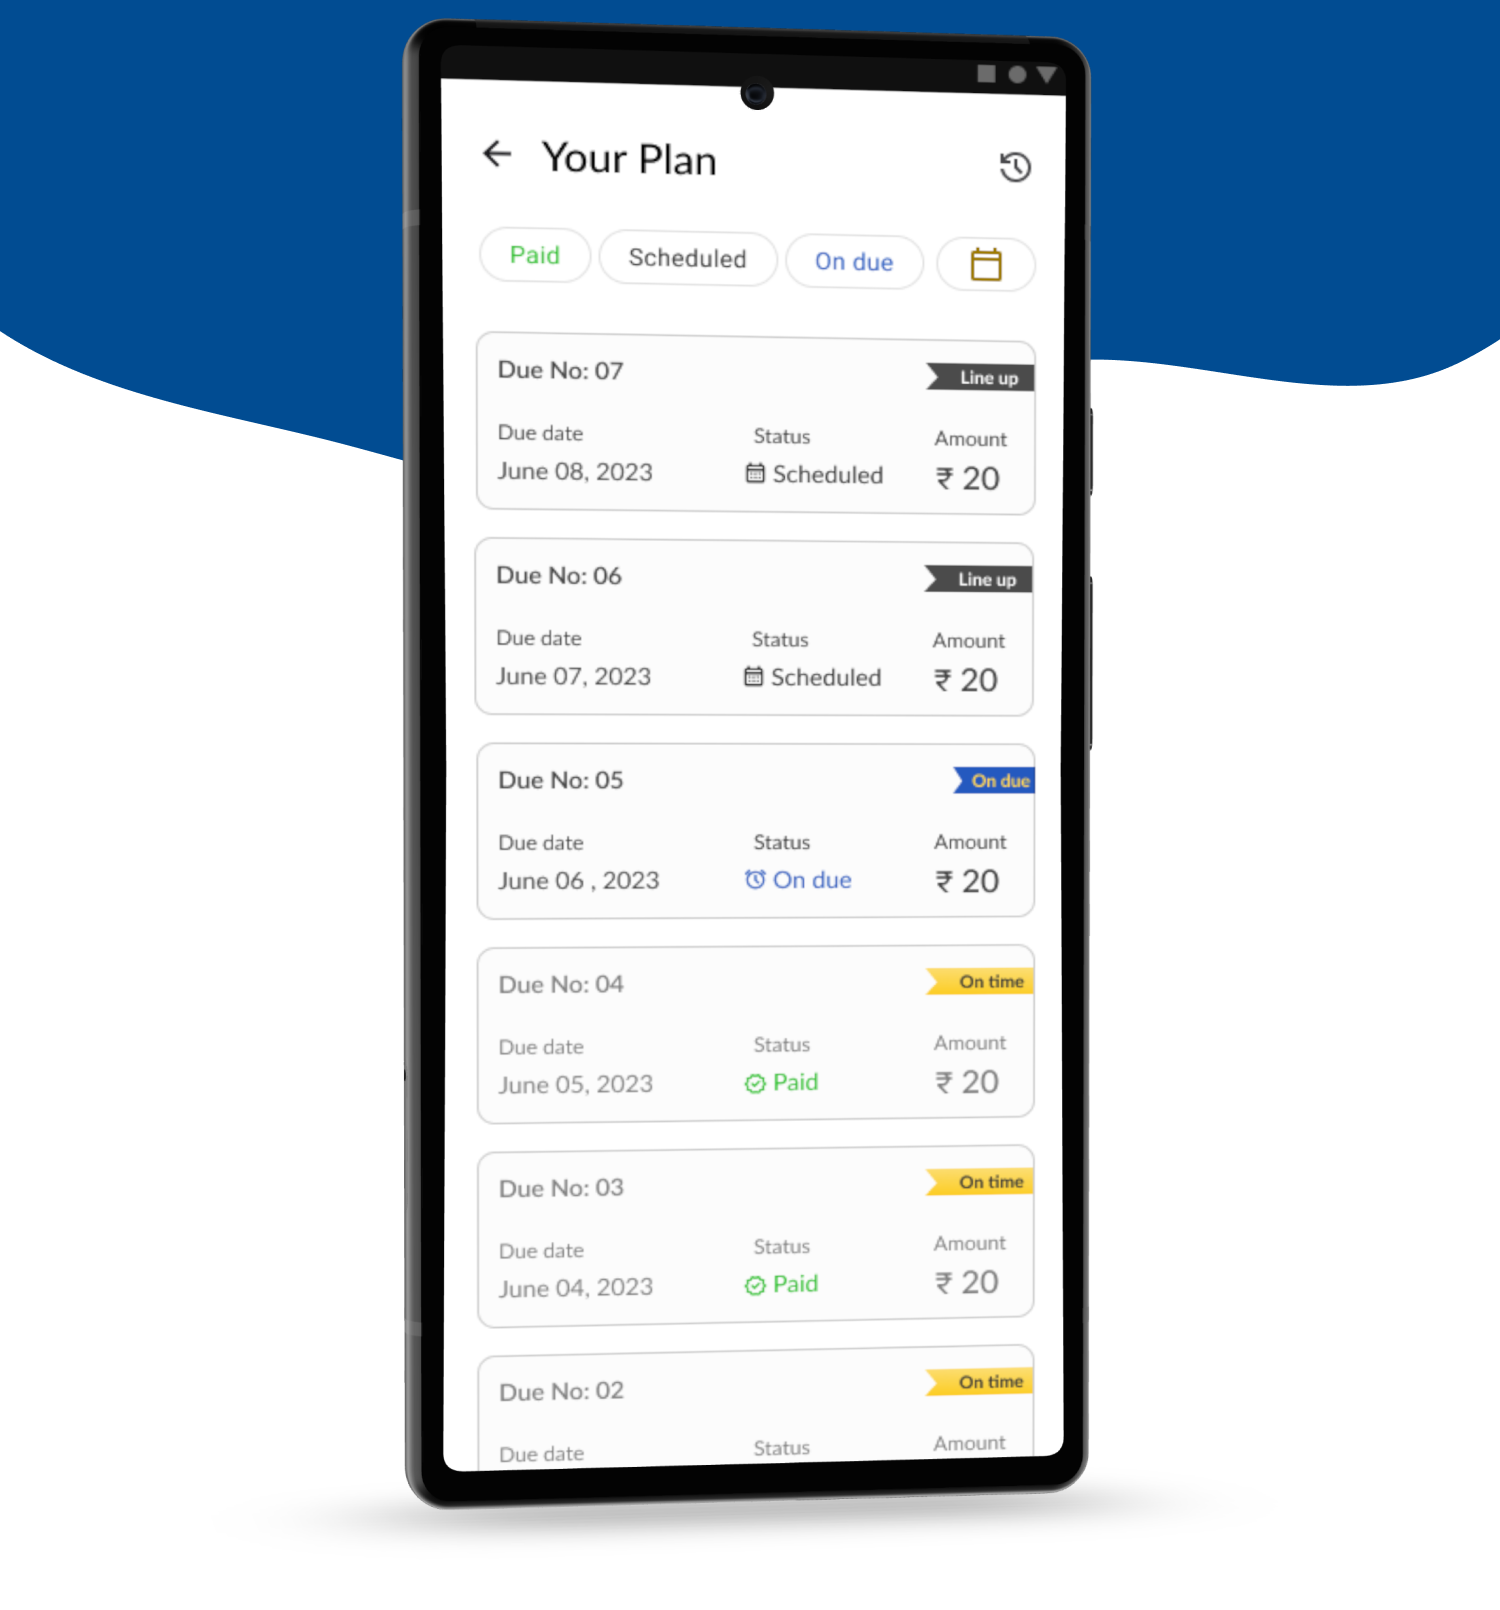 Your Plan
Paid Scheduled On due
Due No: 07 Line up
Due date Status Amount
June 08, 2023 Scheduled ₹ 20
Due No: 06 Line up
Due date Status Amount
June 07, 2023 Scheduled ₹ 20
Due No: 05 On due
Due date Status Amount
June 06 , 2023 On due ₹ 20
Due No: 04 On time
Due date Status Amount
June 05, 2023 Paid ₹ 20
Due No: 03 On time
Due date Status Amount
June 04, 2023 Paid ₹ 20
Due No: 02 On time
Due date Status Amount